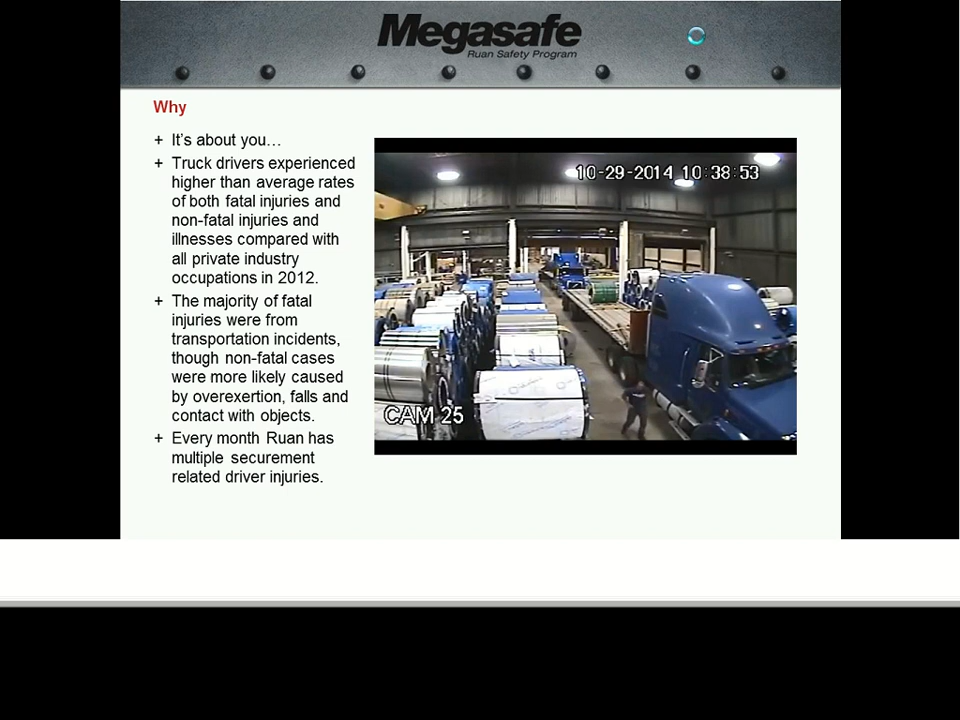 Megasafe
Ruan Safety Program
Why
+ It's about you…
+ Truck drivers experienced
higher than average rates
of both fatal injuries and
non-fatal injuries and
illnesses compared with
all private industry
occupations in 2012.
+ The majority of fatal
injuries were from
transportation incidents,
though non-fatal cases
were more likely caused
by overexertion, falls and
contact with objects.
+ Every month Ruan has
multiple securement
related driver injuries.
10-29-2014 10:38:53
CAM 25